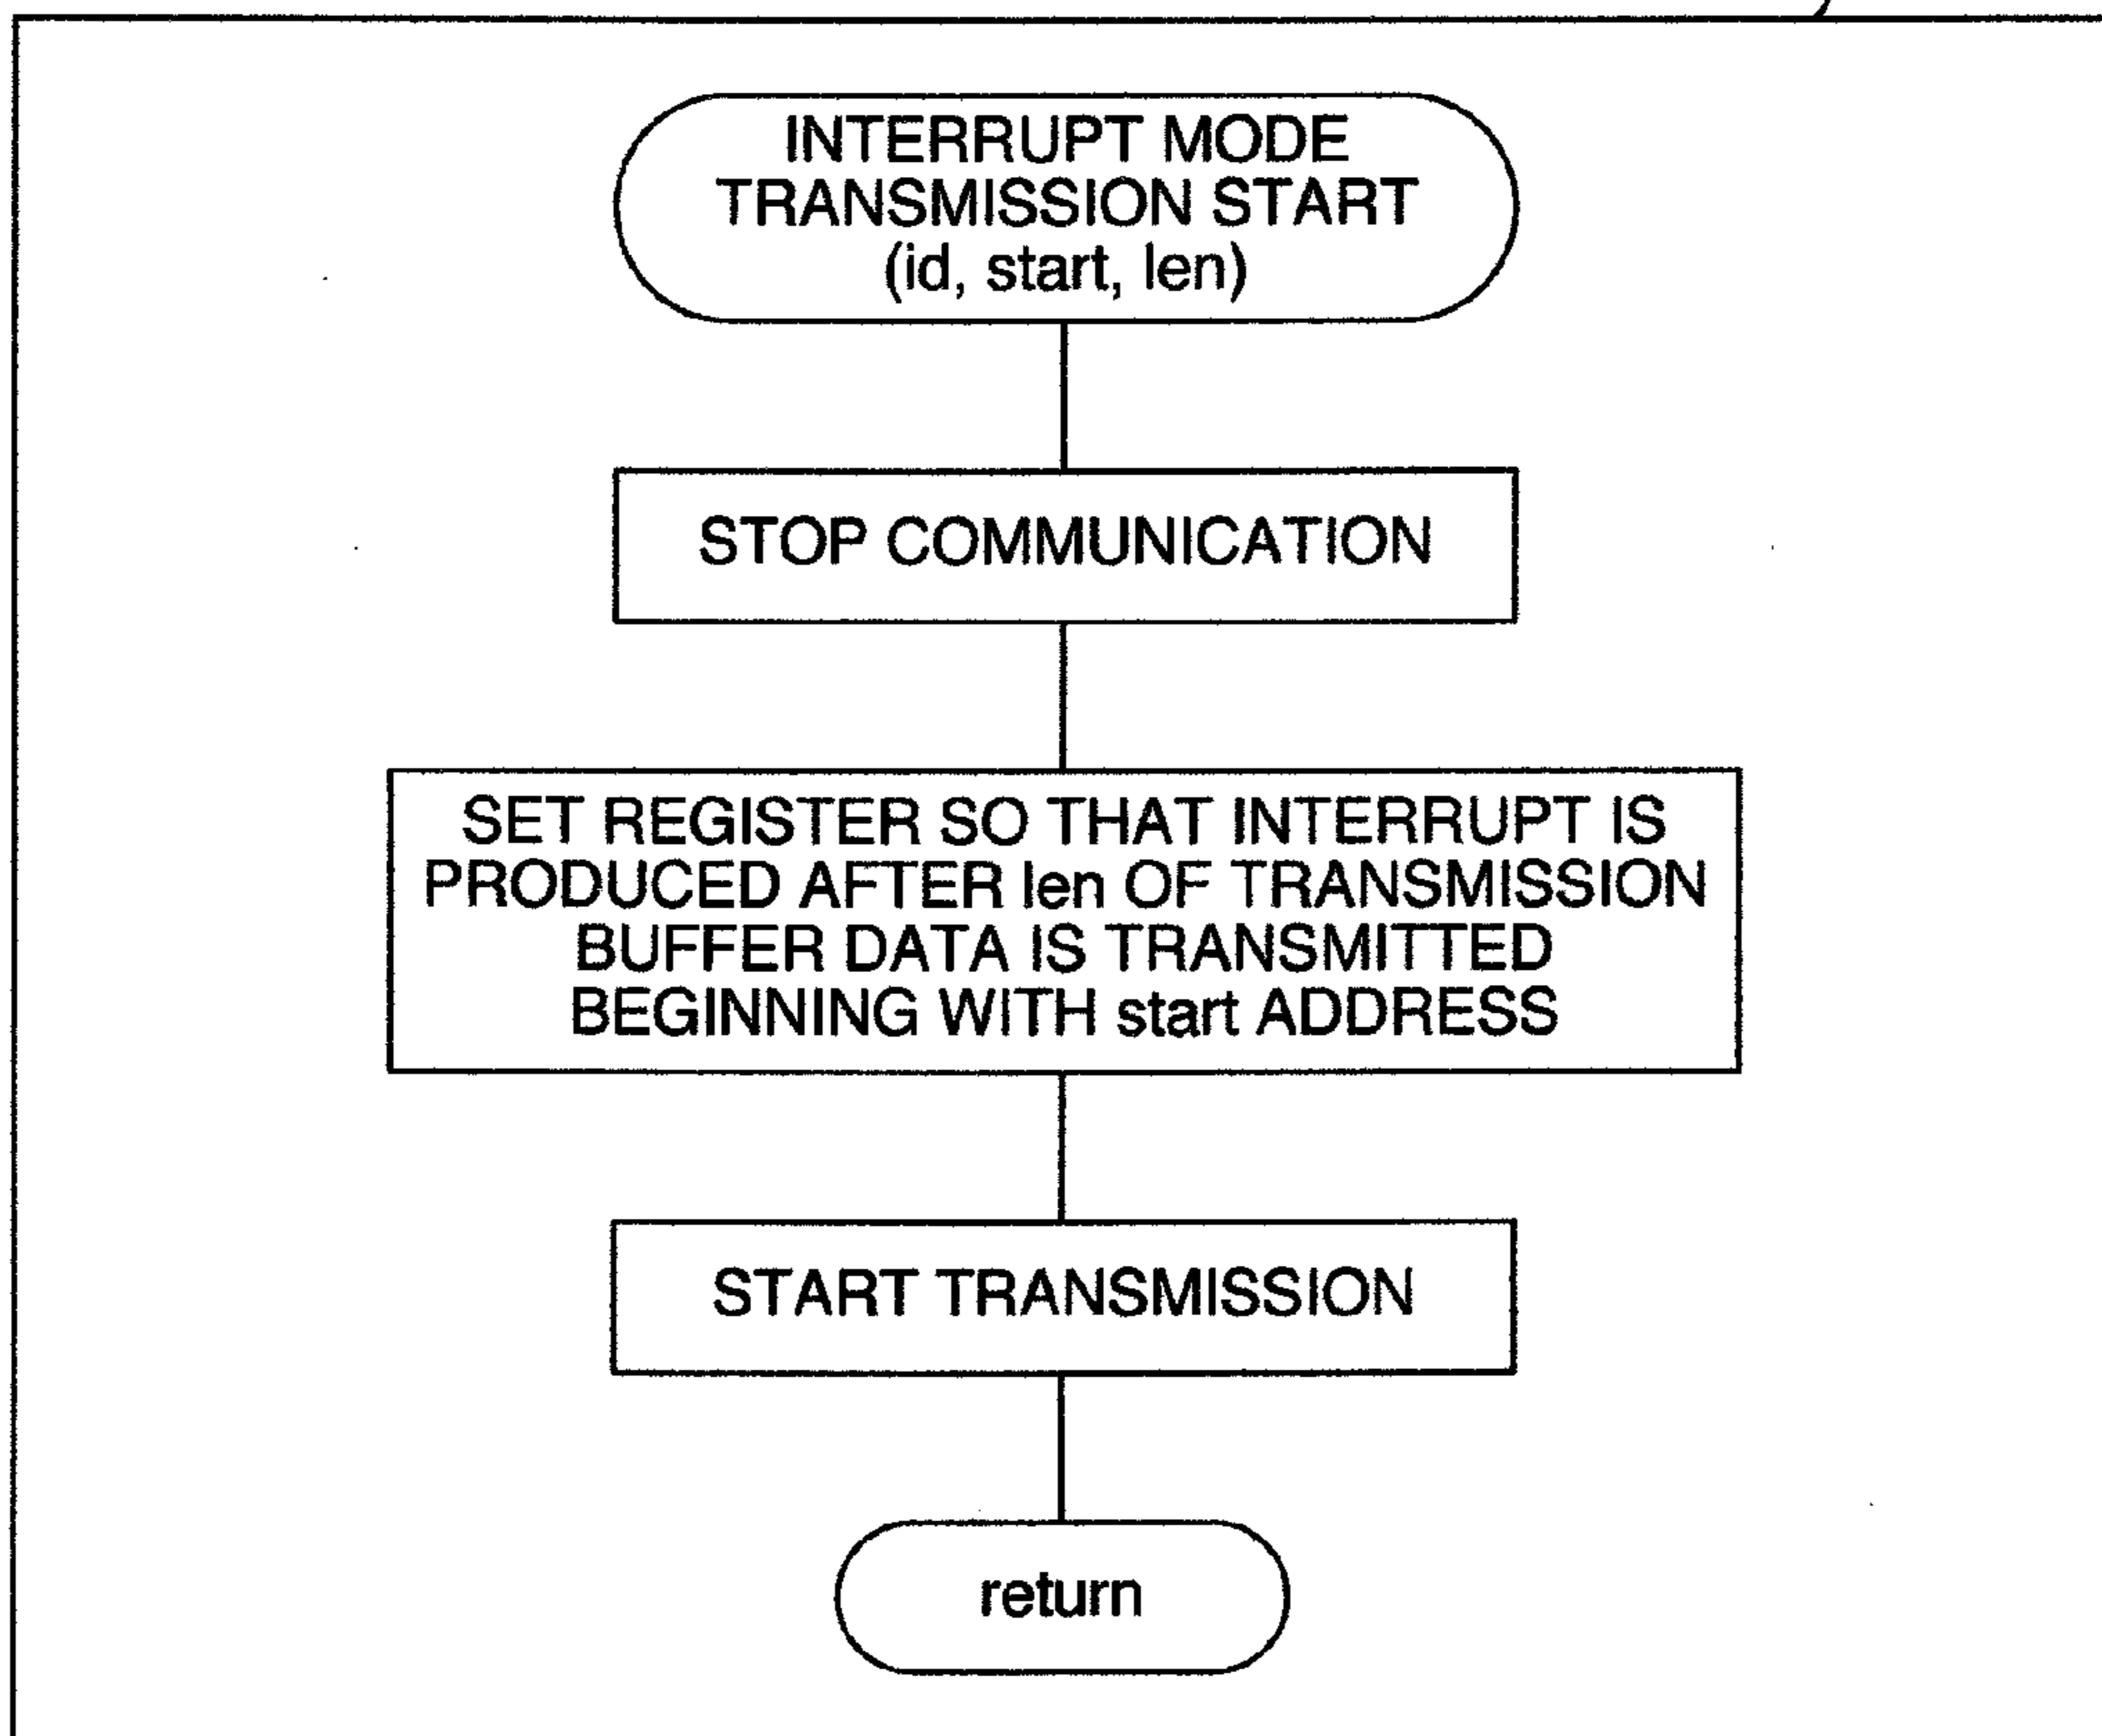 INTERRUPT MODE
TRANSMISSION START
(id, start, len)
STOP COMMUNICATION
SET REGISTER SO THAT INTERRUPT IS
PRODUCED AFTER len OF TRANSMISSION
BUFFER DATA IS TRANSMITTED
BEGINNING WITH start ADDRESS
START TRANSMISSION
return